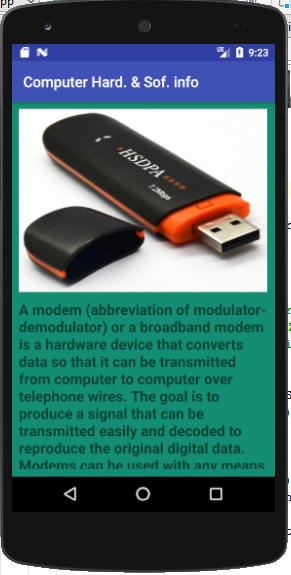 9:23
Computer Hard. & Sof. info
HSDPA
7.2Mbps
A modem (abbreviation of modulator-
demodulator) or a broadband modem
is a hardware device that converts
data so that it can be transmitted
from computer to computer over
telephone wires. The goal is to
produce a signal that can be
transmitted easily and decoded to
reproduce the original digital data.
Modems can be used with any means